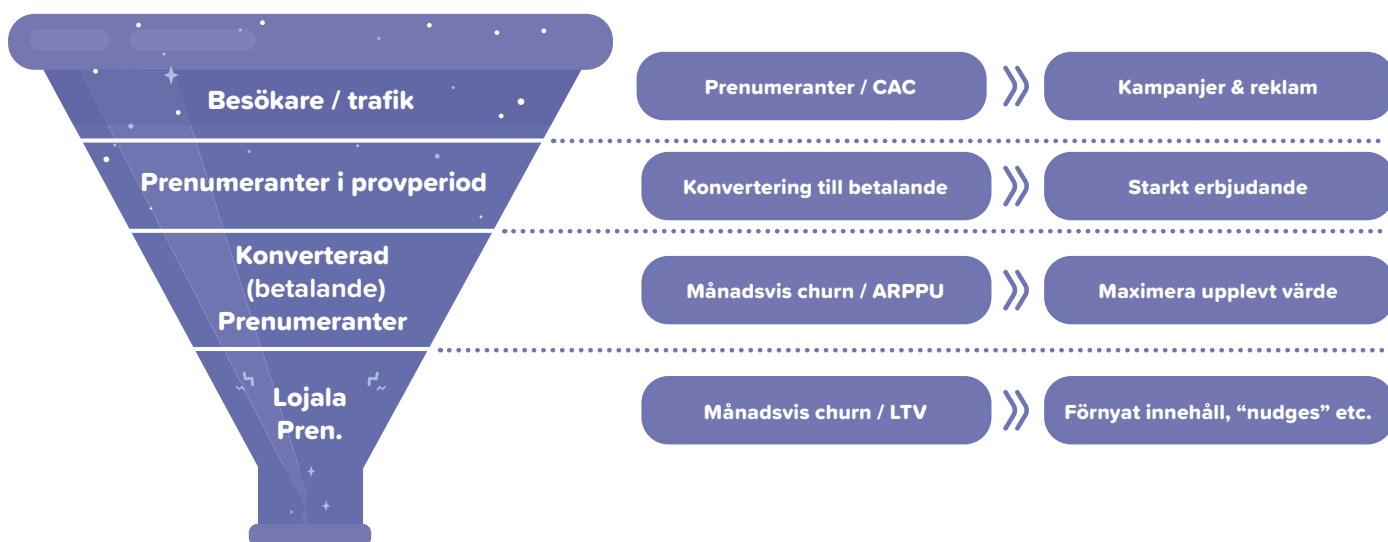 Besökare / trafik
Prenumeranter / CAC
Kampanjer & reklam
Prenumeranter i provperiod
Konvertering till betalande
Starkt erbjudande
Konverterad
(betalande)
Prenumeranter
Månadsvis churn / ARPPU
Maximera upplevt värde
Lojala
Pren.
Månadsvis churn / LTV
Förnyat innehåll, “nudges” etc.